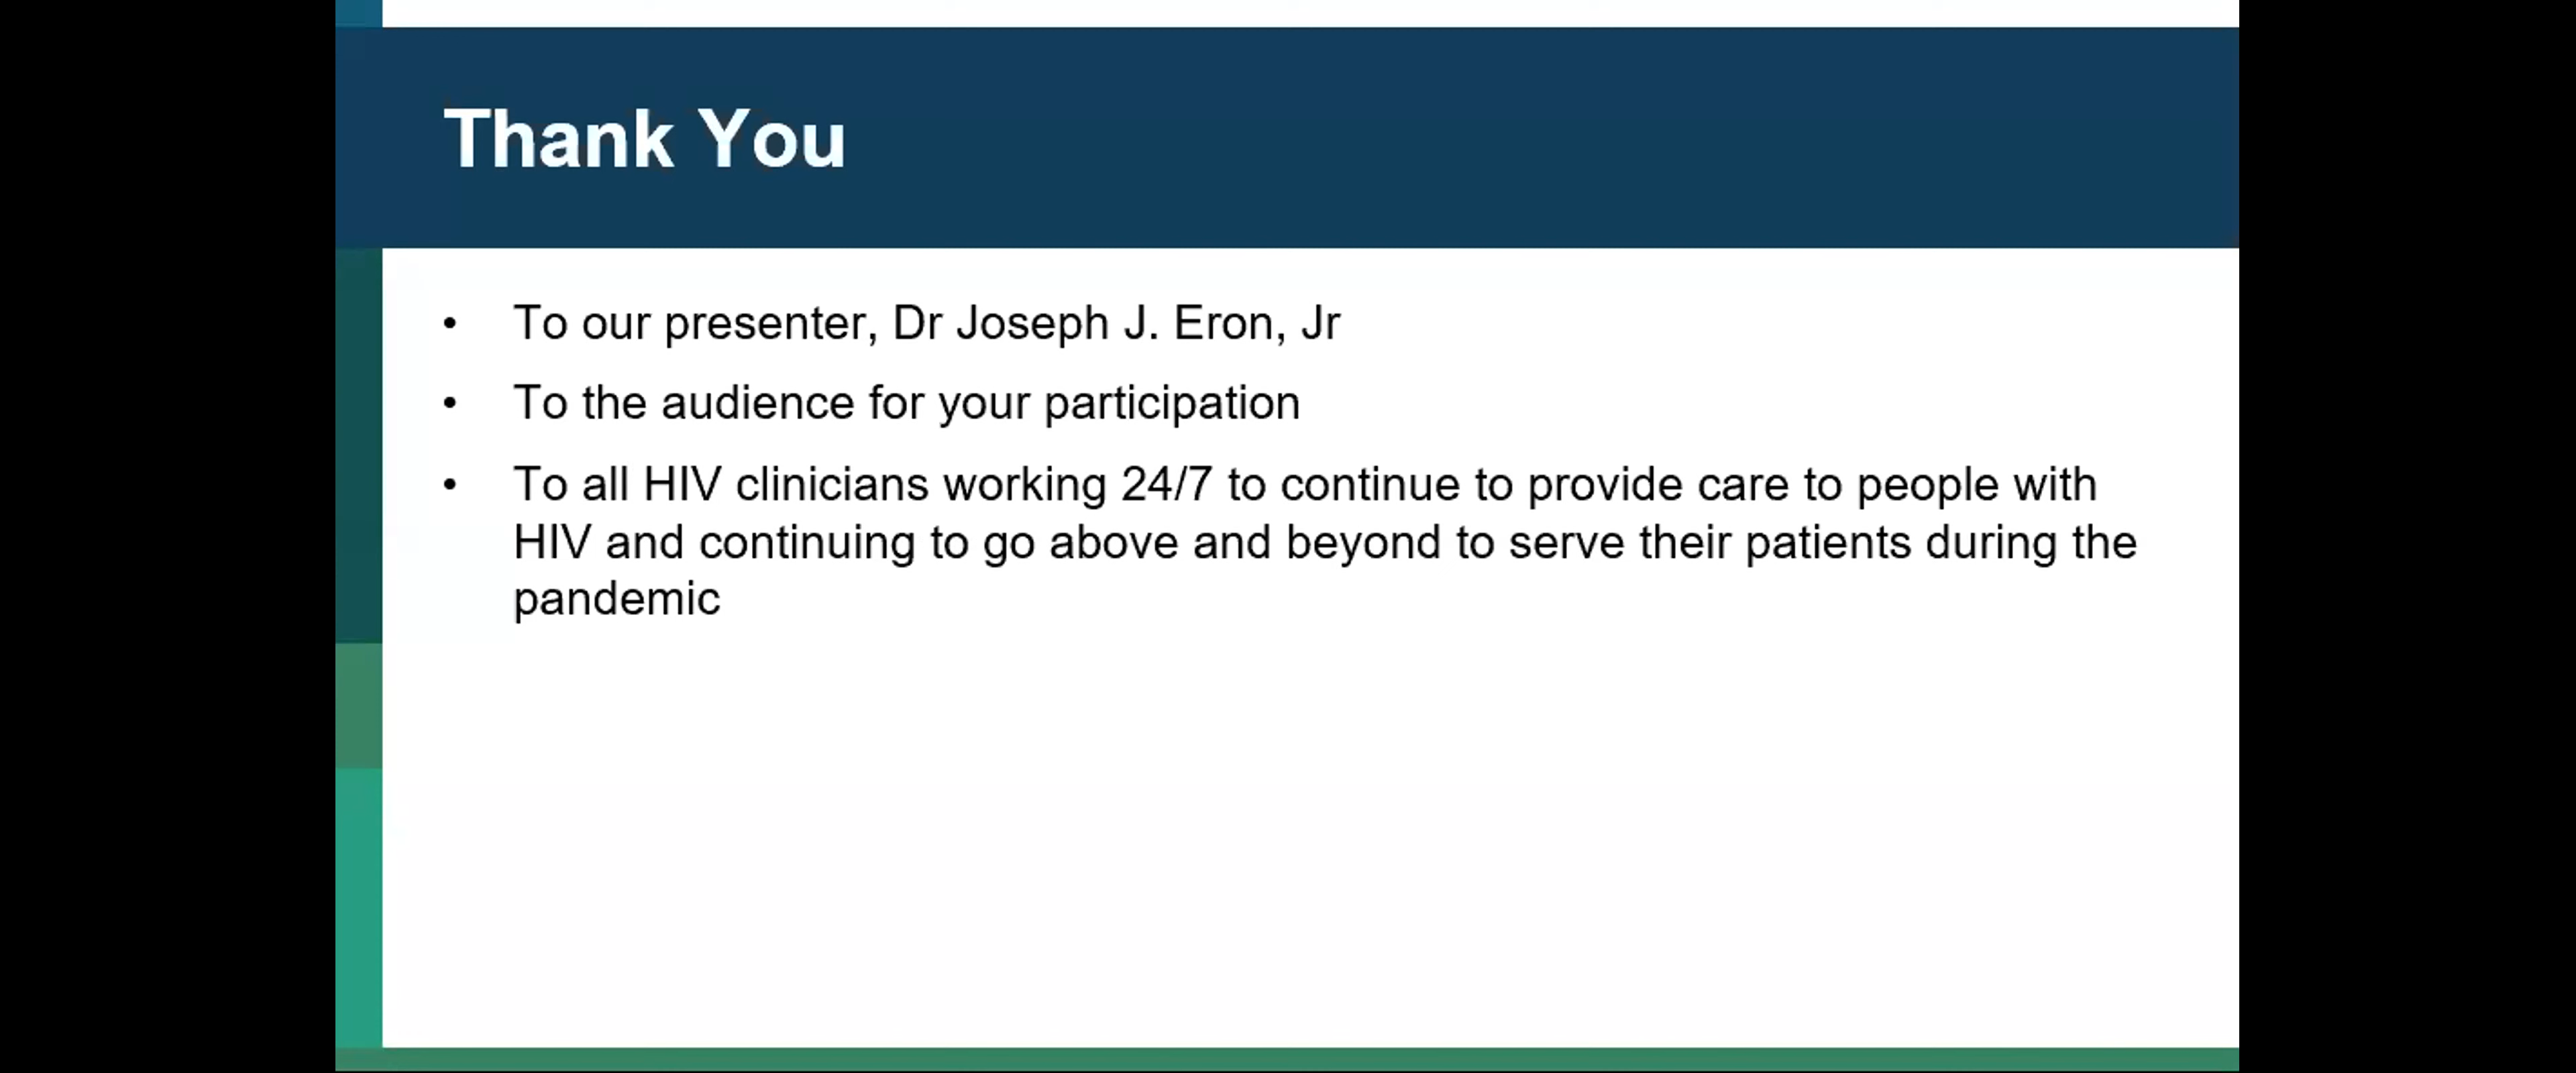 Thank You
• To our presenter, Dr Joseph J. Eron, Jr
• To the audience for your participation
• To all HIV clinicians working 24/7 to continue to provide care to people with
HIV and continuing to go above and beyond to serve their patients during the
pandemic